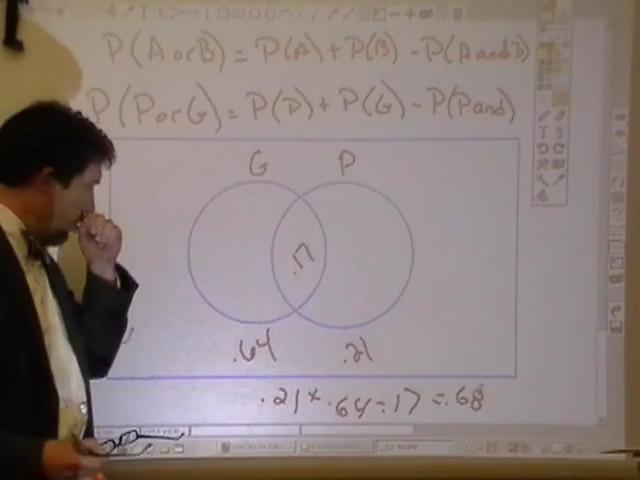 P(A or B) = P(A) + P(B) - P(A and B)
P(P or G) = P(P) + P(G) - P(P and)
G P
.17
.64 .21
.21 + .64 - .17 = .68